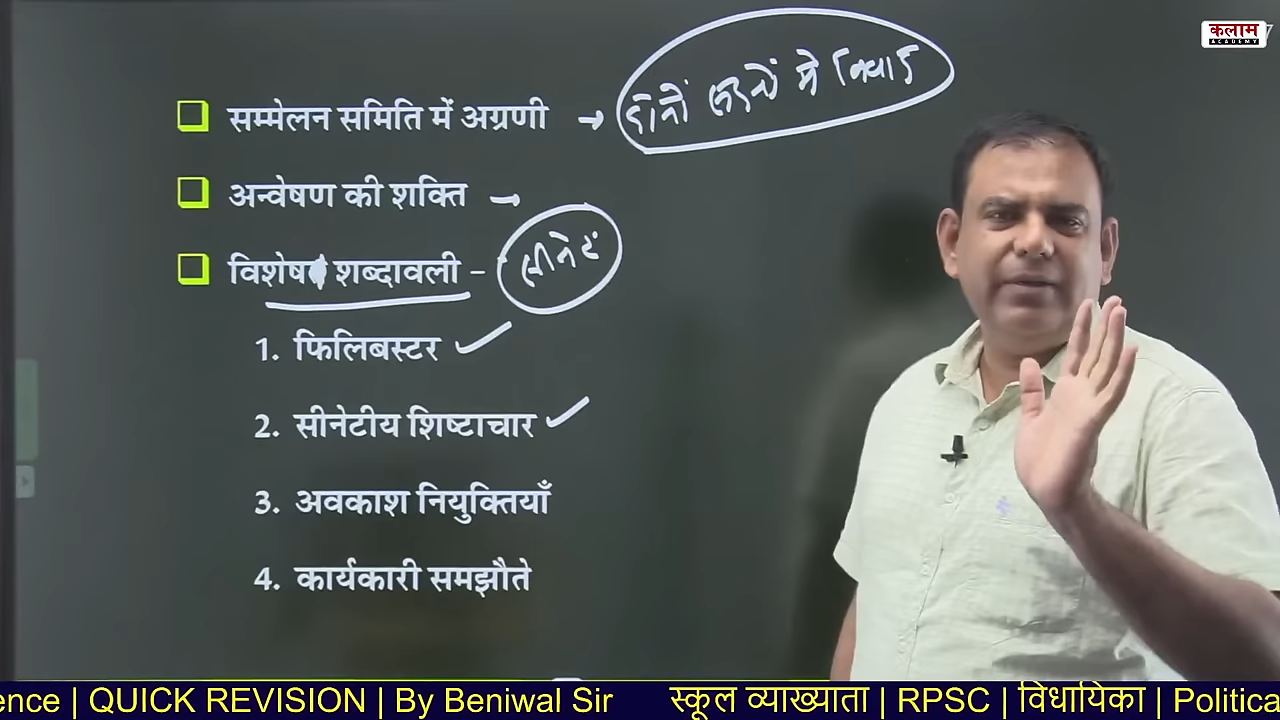 कलाम
ACADEMY
सम्मेलन समिति में अग्रणी → दोनों सदनों में विवाद
अन्वेषण की शक्ति →
विशेष शब्दावली - सीनेट
1. फिलिबस्टर
2. सीनेटीय शिष्टाचार
3. अवकाश नियुक्तियाँ
4. कार्यकारी समझौते
ence | QUICK REVISION | By Beniwal Sir स्कूल व्याख्याता | RPSC | विधायिका | Politica